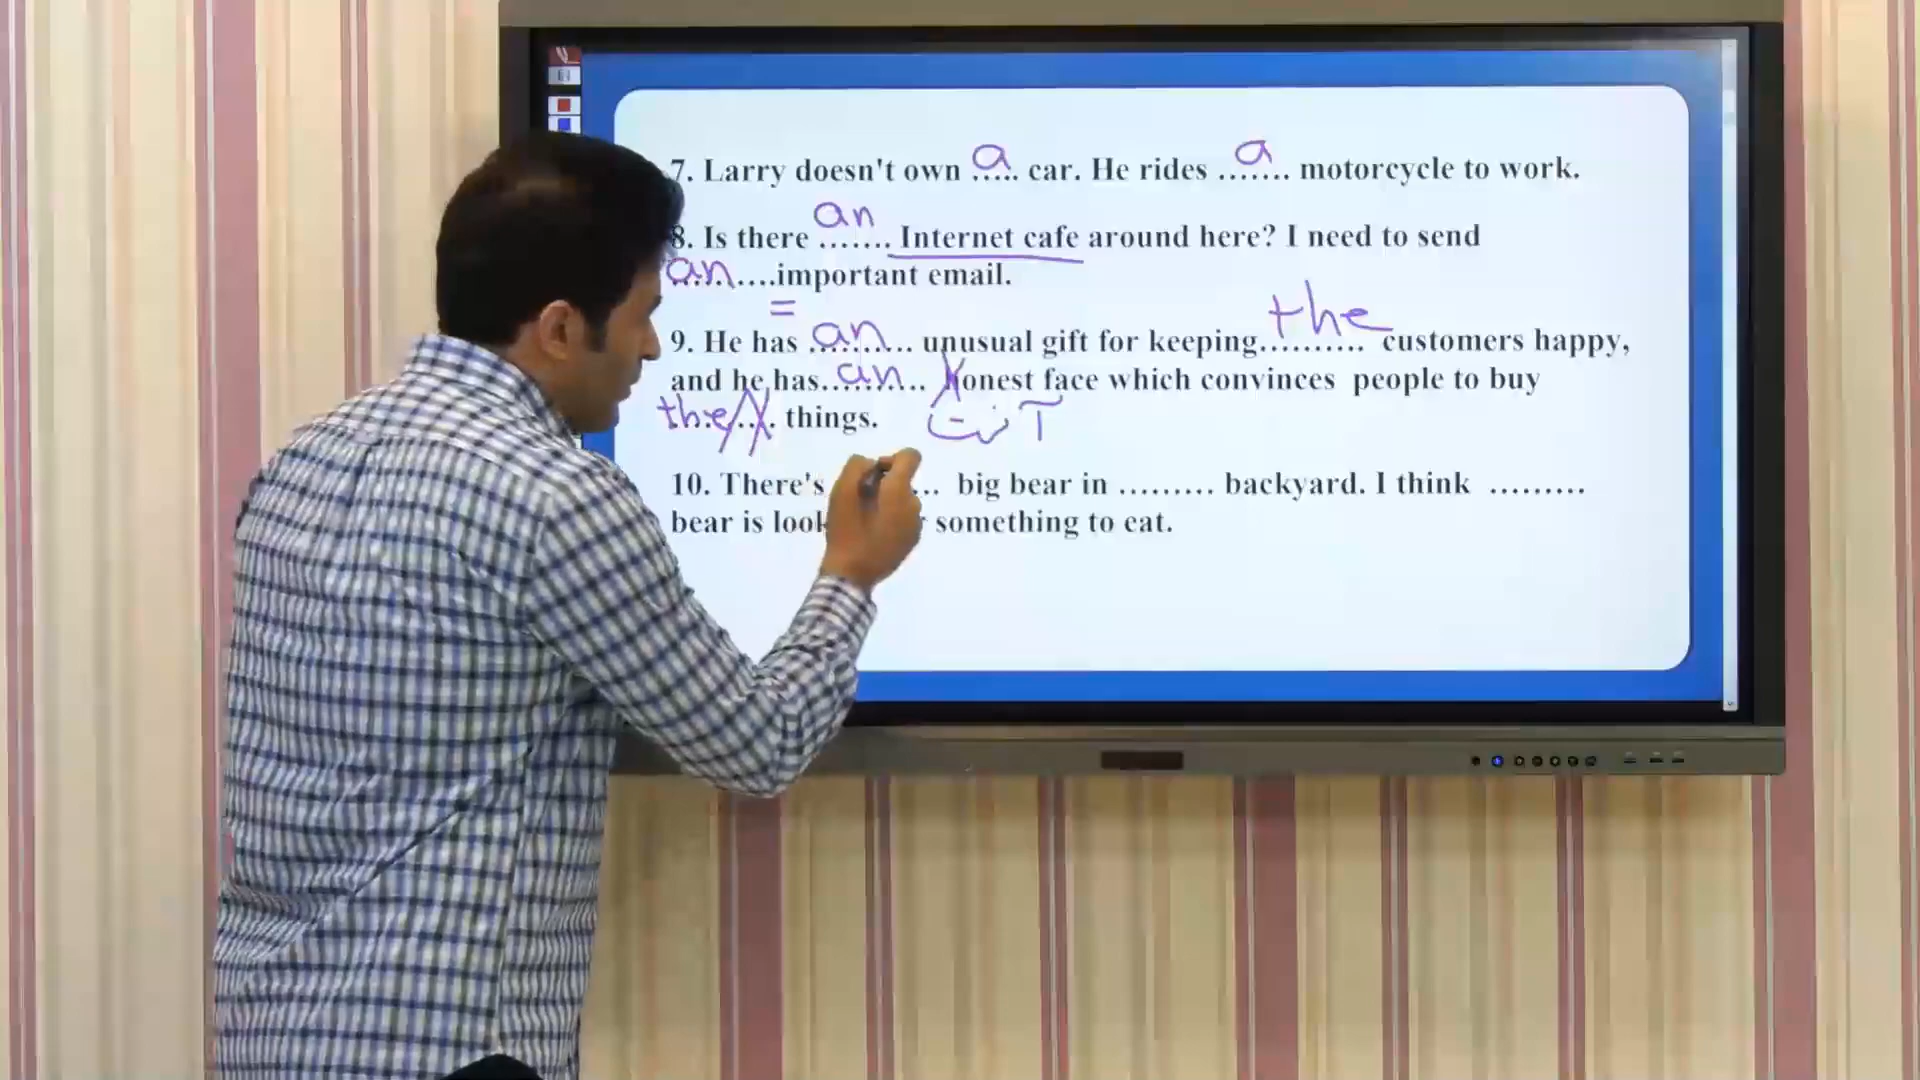 7. Larry doesn't own a ..... car. He rides a ....... motorcycle to work.
8. Is there an ....... Internet cafe around here? I need to send
an ....important email.
9. He has an .......... unusual gift for keeping the .......... customers happy,
and he has an .......... honest face which convinces people to buy
the/X .... things.
10. There's ... big bear in ......... backyard. I think .........
bear is something to eat.